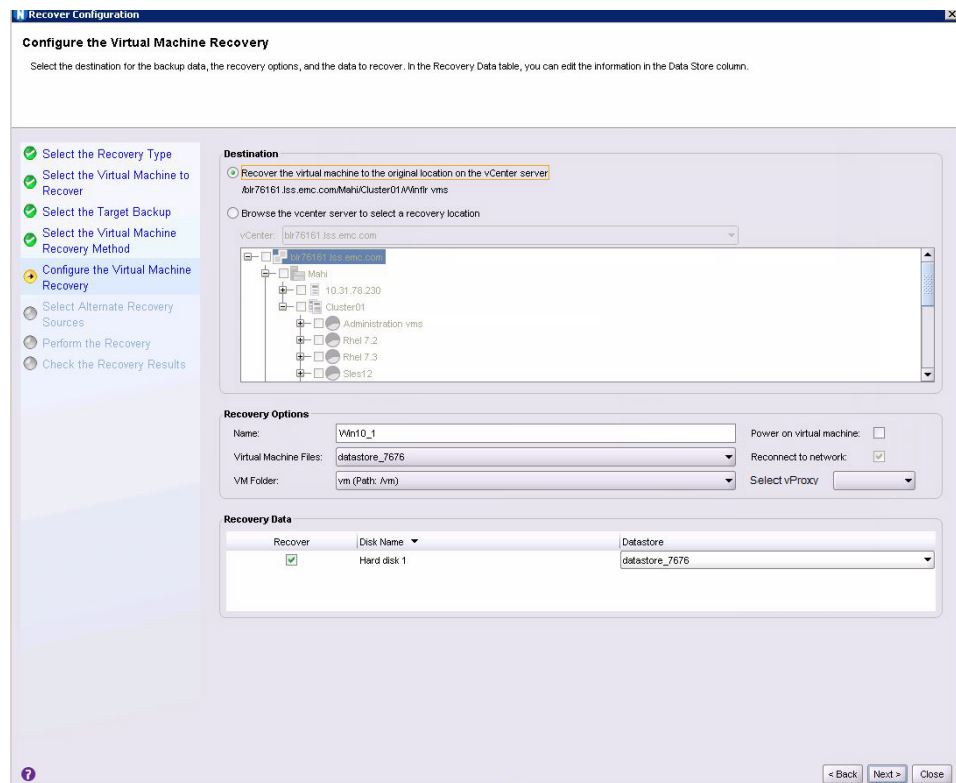 N Recover Configuration
Configure the Virtual Machine Recovery
Select the destination for the backup data, the recovery options, and the data to recover. In the Recovery Data table, you can edit the information in the Data Store column.
Select the Recovery Type
Select the Virtual Machine to
Recover
Select the Target Backup
Select the Virtual Machine
Recovery Method
Configure the Virtual Machine
Recovery
Select Alternate Recovery
Sources
Perform the Recovery
Check the Recovery Results
Destination
Recover the virtual machine to the original location on the vCenter server
/blr76161.lss.emc.com/Mahi/Cluster01/Winflr vms
Browse the vcenter server to select a recovery location
vCenter: blr76161.lss.emc.com
blr76161.lss.emc.com
Mahi
10.31.78.230
Cluster01
Administration vms
Rhel 7.2
Rhel 7.3
Sles12
Recovery Options
Name: Win10_1 Power on virtual machine:
Virtual Machine Files: datastore_7676 Reconnect to network:
VM Folder: vm (Path: /vm) Select vProxy
Recovery Data
Recover Disk Name Datastore
Hard disk 1 datastore_7676
? < Back Next > Close